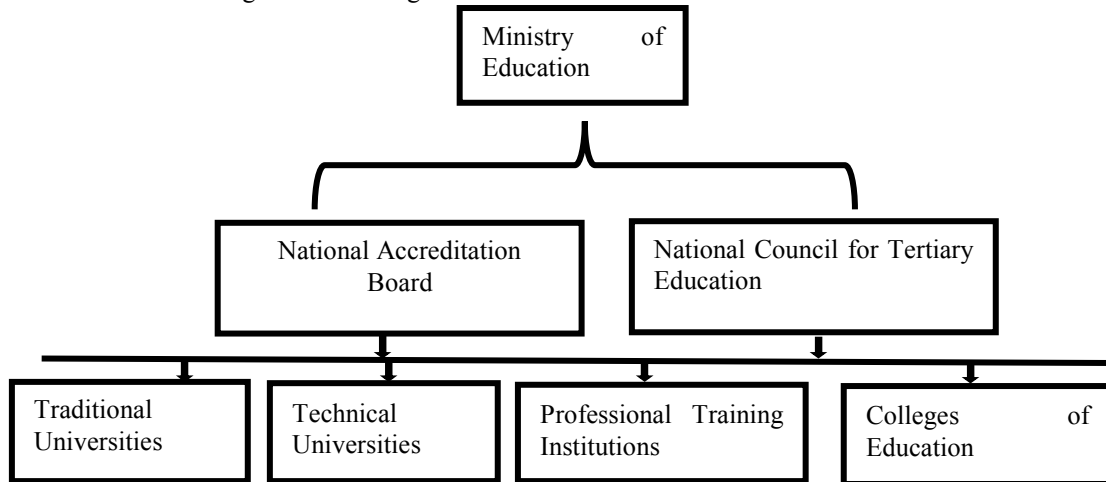 Ministry of
Education
National Accreditation
Board
National Council for Tertiary
Education
Traditional
Universities
Technical
Universities
Professional Training
Institutions
Colleges of
Education